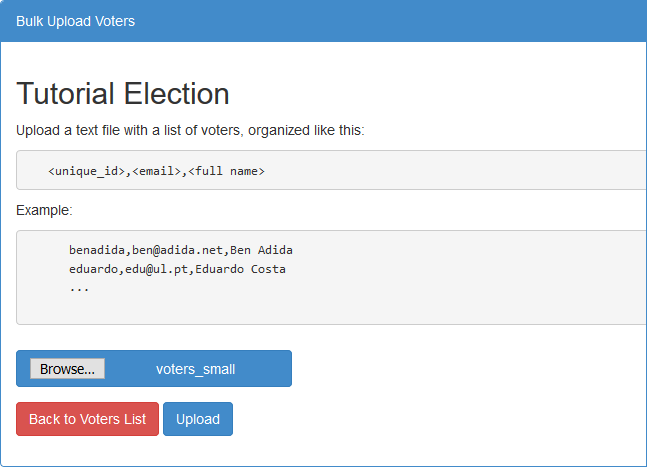 Bulk Upload Voters
Tutorial Election
Upload a text file with a list of voters, organized like this:
<unique_id>,<email>,<full name>
Example:
benadida,ben@adida.net,Ben Adida
eduardo,edu@ul.pt,Eduardo Costa
...
Browse... voters_small
Back to Voters List Upload